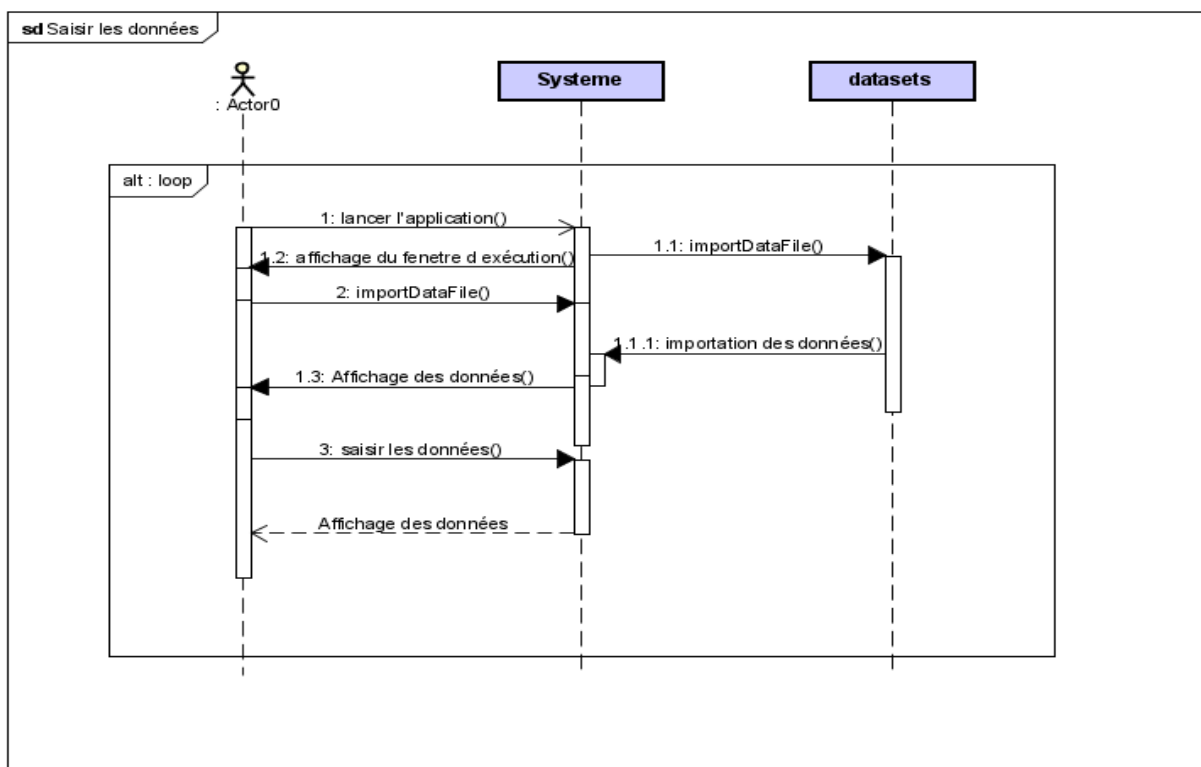 sd Saisir les données
: Actor0
Systeme
datasets
alt : loop
1: lancer l'application()
1.1: importDataFile()
1.2: affichage du fenetre d exécution()
2: importDataFile()
1.1.1: importation des données()
1.3: Affichage des données()
3: saisir les données()
Affichage des données